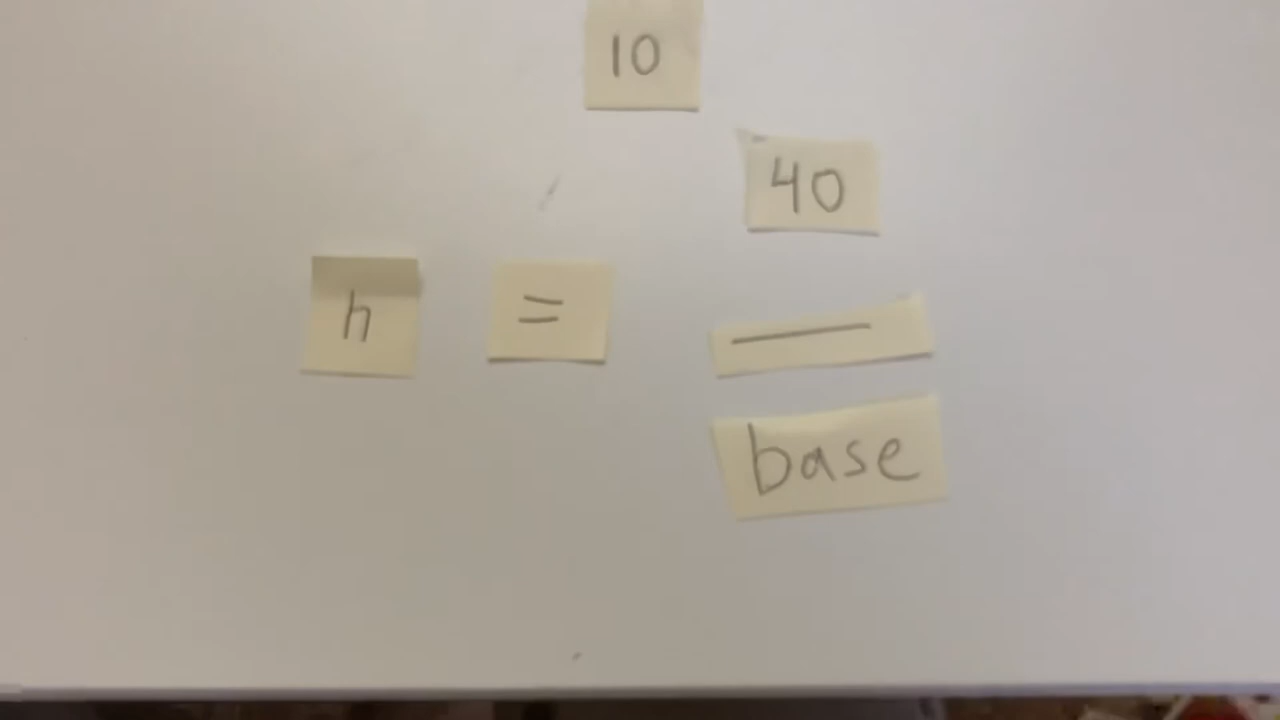 10
40
h = —
base